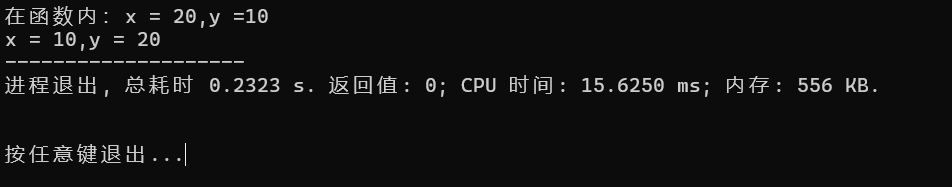 在函数内: x = 20,y =10
x = 10,y = 20
--------------------
进程退出, 总耗时 0.2323 s. 返回值: 0; CPU 时间: 15.6250 ms; 内存: 556 KB.
按任意键退出...